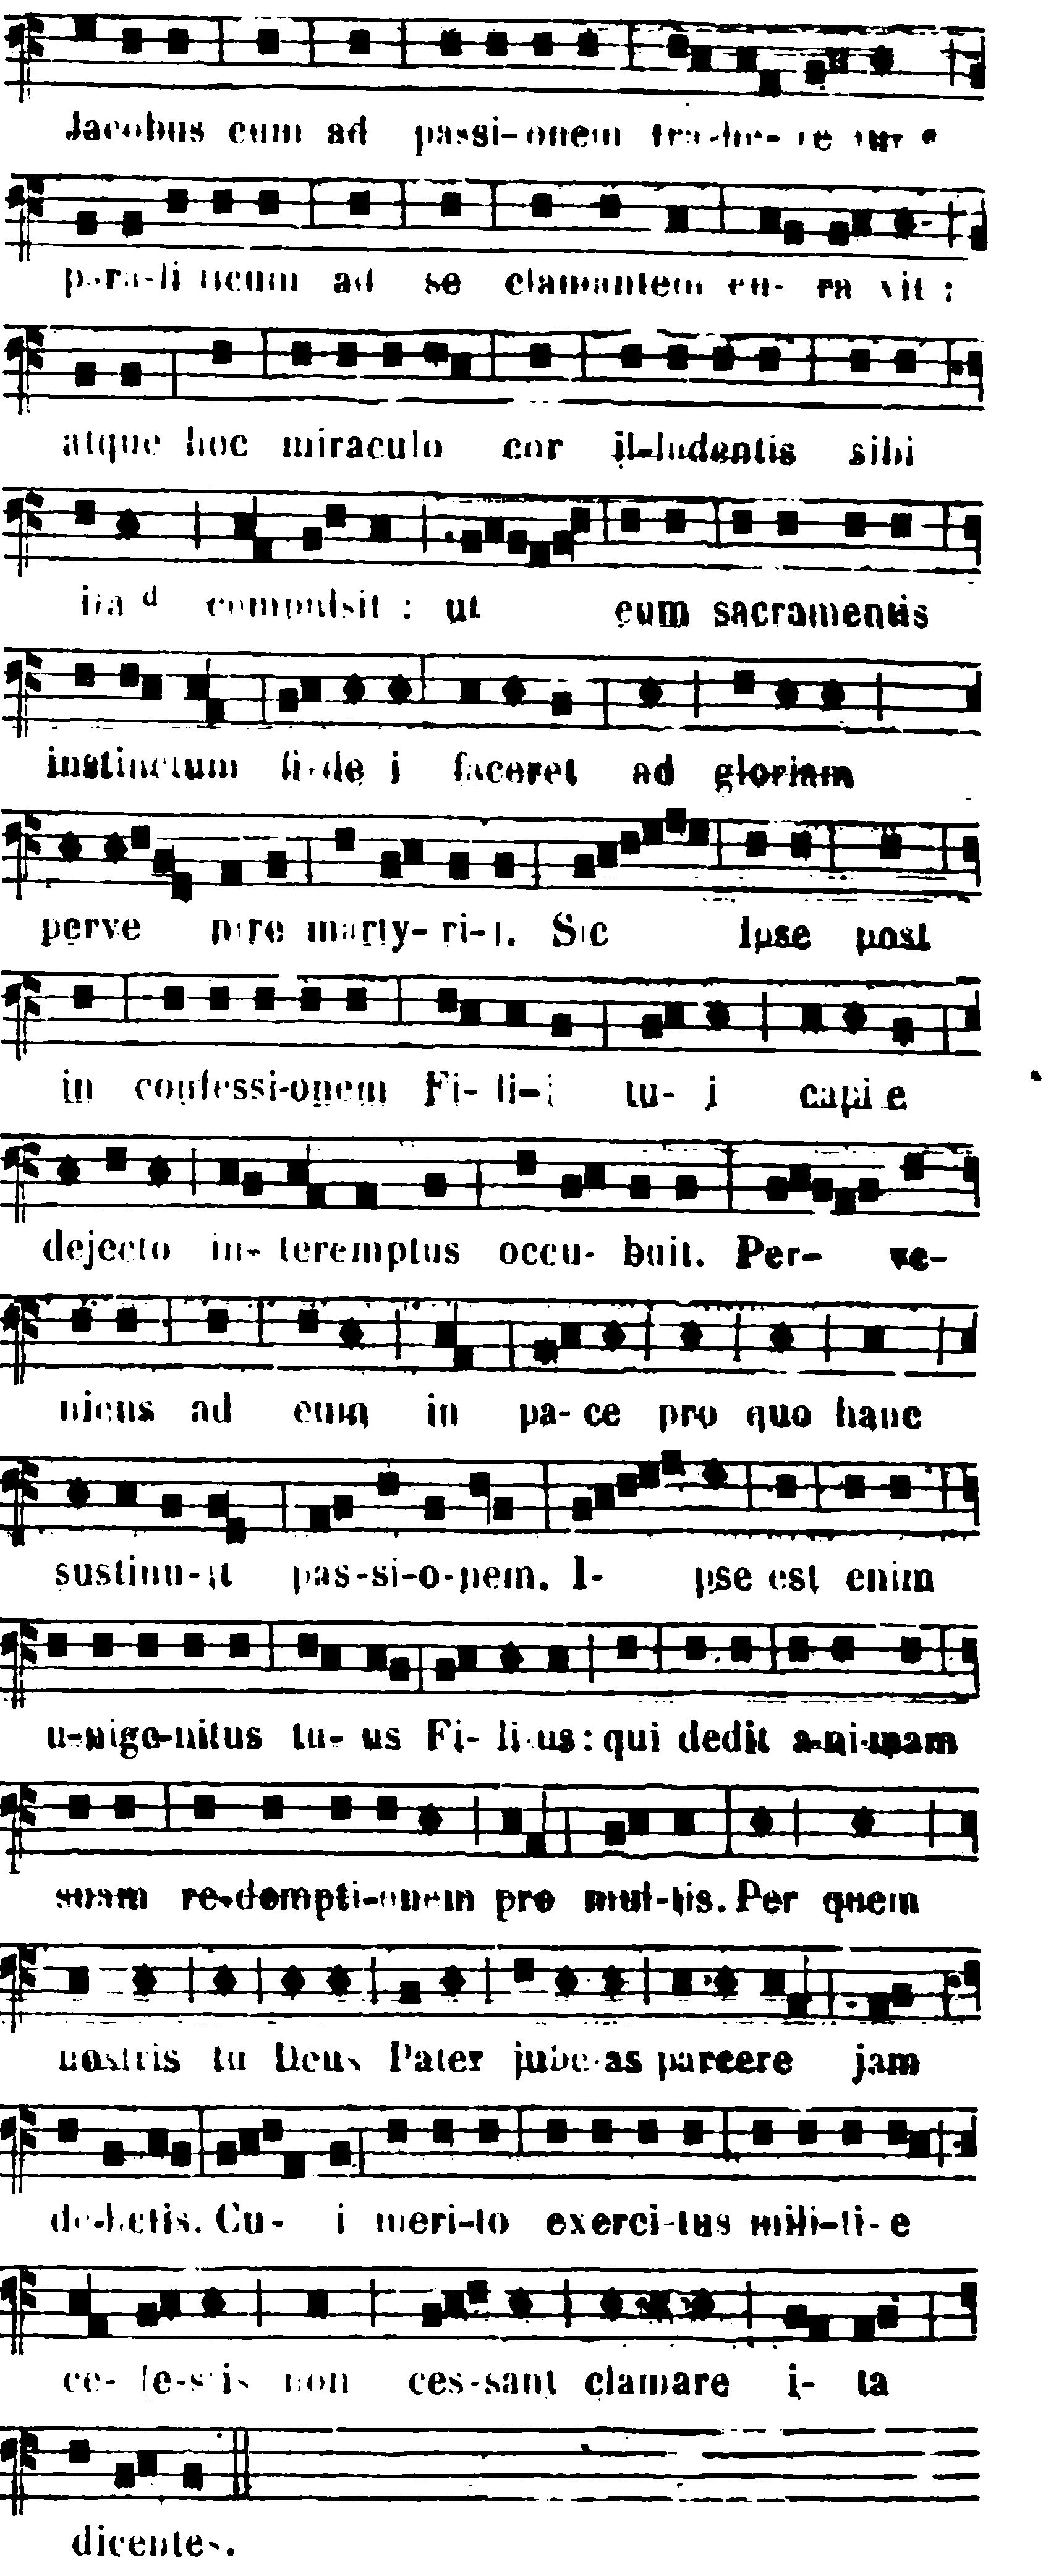 Jacobus cum ad passi-onem tra-he-re tur
para-li ticum ad se clamantem cu- ra vit :
atque hoc miraculo cor il-ludentis sibi
ita compulsit : ut eum sacramentis
instinctum fi-de i faceret ad gloriam
perve nire marty- ri-i. Sic ipse post
in confessi-onem Fi- li-i tu- i capi e
dejecto in- teremptus occu- buit. Per- ve-
niens ad eum in pa- ce pro quo hanc
sustinu-it pas-si-o-nem. I- pse est enim
u-nige-nitus tu- us Fi- li-us : qui dedit a-ni-mam
suam re-dempti-onem pro mul-tis. Per quem
nostris tu Deus Pater jube-as parcere jam
de-lictis. Cu- i meri-to exerci-tus mili-ti- e
ce- le-s is non ces-sant clamare i- ta
dicentes.